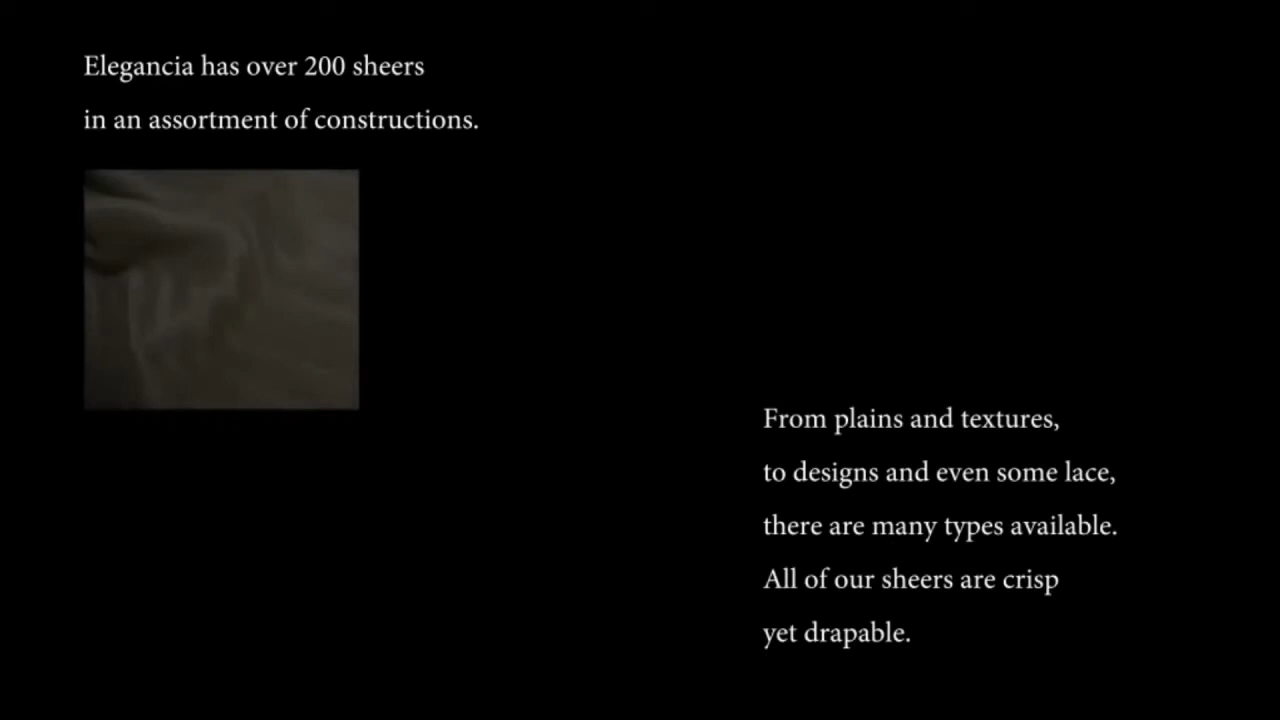 Elegancia has over 200 sheers
in an assortment of constructions.
From plains and textures,
to designs and even some lace,
there are many types available.
All of our sheers are crisp
yet drapable.